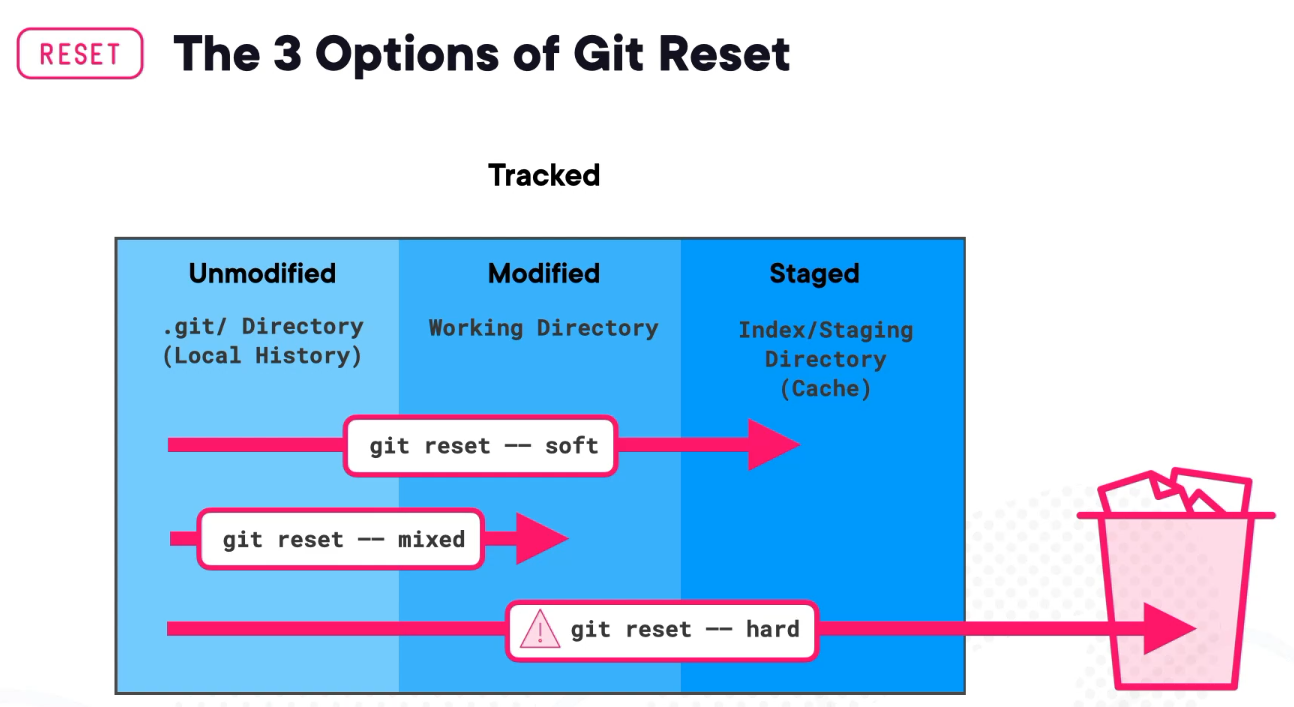 RESET
The 3 Options of Git Reset
Tracked
Unmodified
.git/ Directory
(Local History)
Modified
Working Directory
Staged
Index/Staging
Directory
(Cache)
git reset –– soft
git reset –– mixed
git reset –– hard